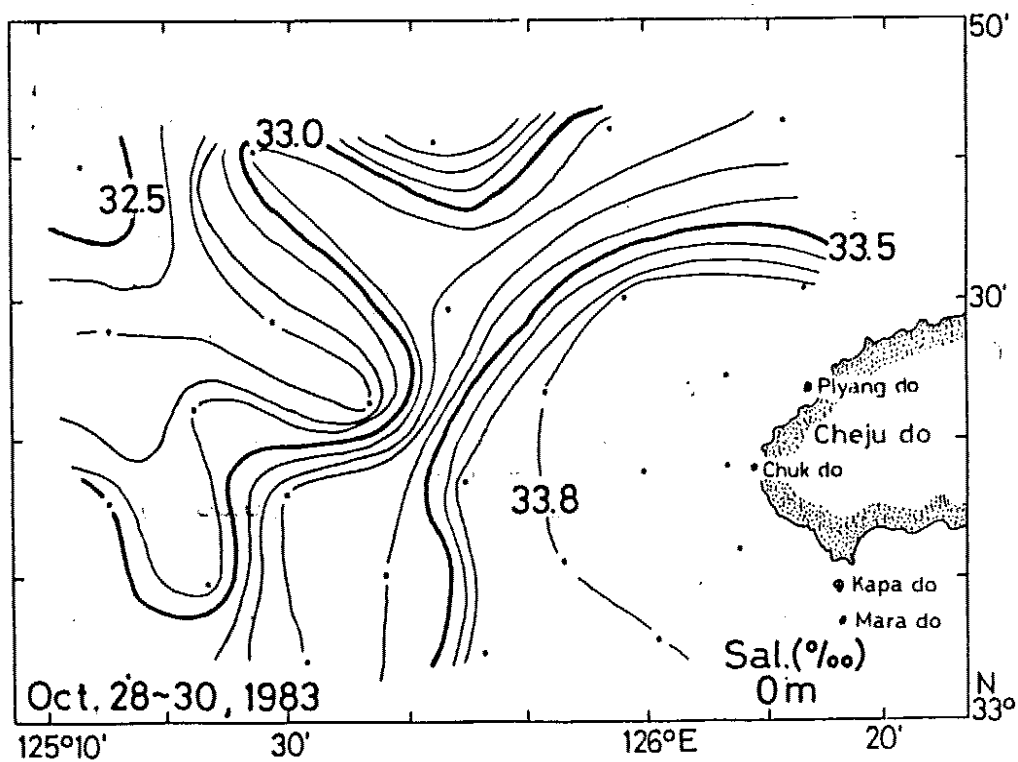 50'
33.0
32.5
33.5
30'
Piyang do
Cheju do
Chuk do
33.8
Kapa do
Mara do
Sal.(‰)
0m
Oct. 28~30, 1983
N
33°
125°10'
30'
126°E
20'